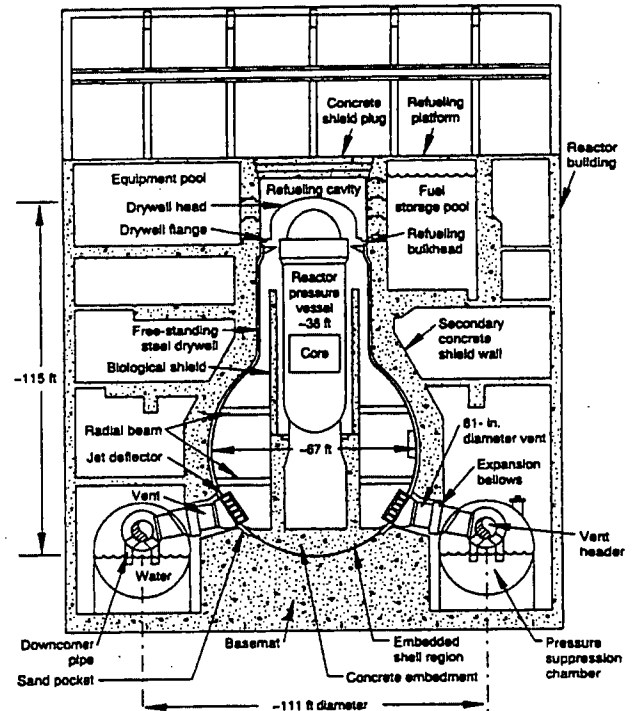 Concrete
shield plug
Refueling
platform
Reactor
building
Equipment pool
Refueling cavity
Fuel
storage pool
Drywell head
Drywell flange
Refueling
bulkhead
Reactor
pressure
vessel
~36 ft
Free-standing
steel drywell
Secondary
concrete
shield wall
Core
Biological shield
~115 ft
81- in.
diameter vent
Radial beam
~67 ft
Jet deflector
Expansion
bellows
Vent
Vent
header
Water
Downcomer
pipe
Basemat
Embedded
shell region
Pressure
suppression
chamber
Sand pocket
Concrete embedment
~111 ft diameter